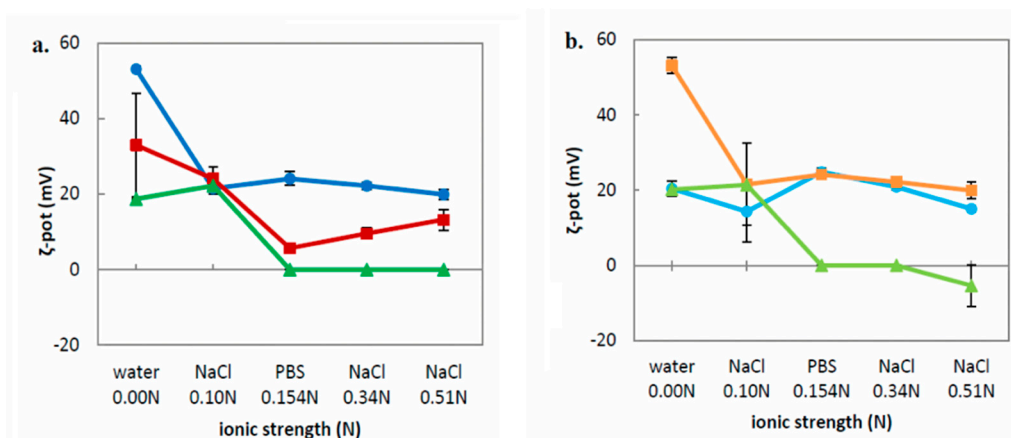 a.
60
40
20
0
-20
ζ-pot (mV)
water NaCl PBS NaCl NaCl
0.00N 0.10N 0.154N 0.34N 0.51N
ionic strength (N)
b.
60
40
20
0
-20
ζ-pot (mV)
water NaCl PBS NaCl NaCl
0.00N 0.10N 0.154N 0.34N 0.51N
ionic strength (N)